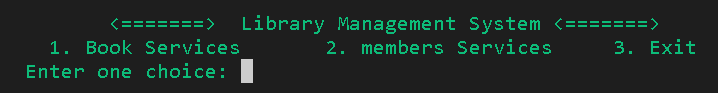 <=======> Library Management System <=======>
1. Book Services 2. members Services 3. Exit
Enter one choice: